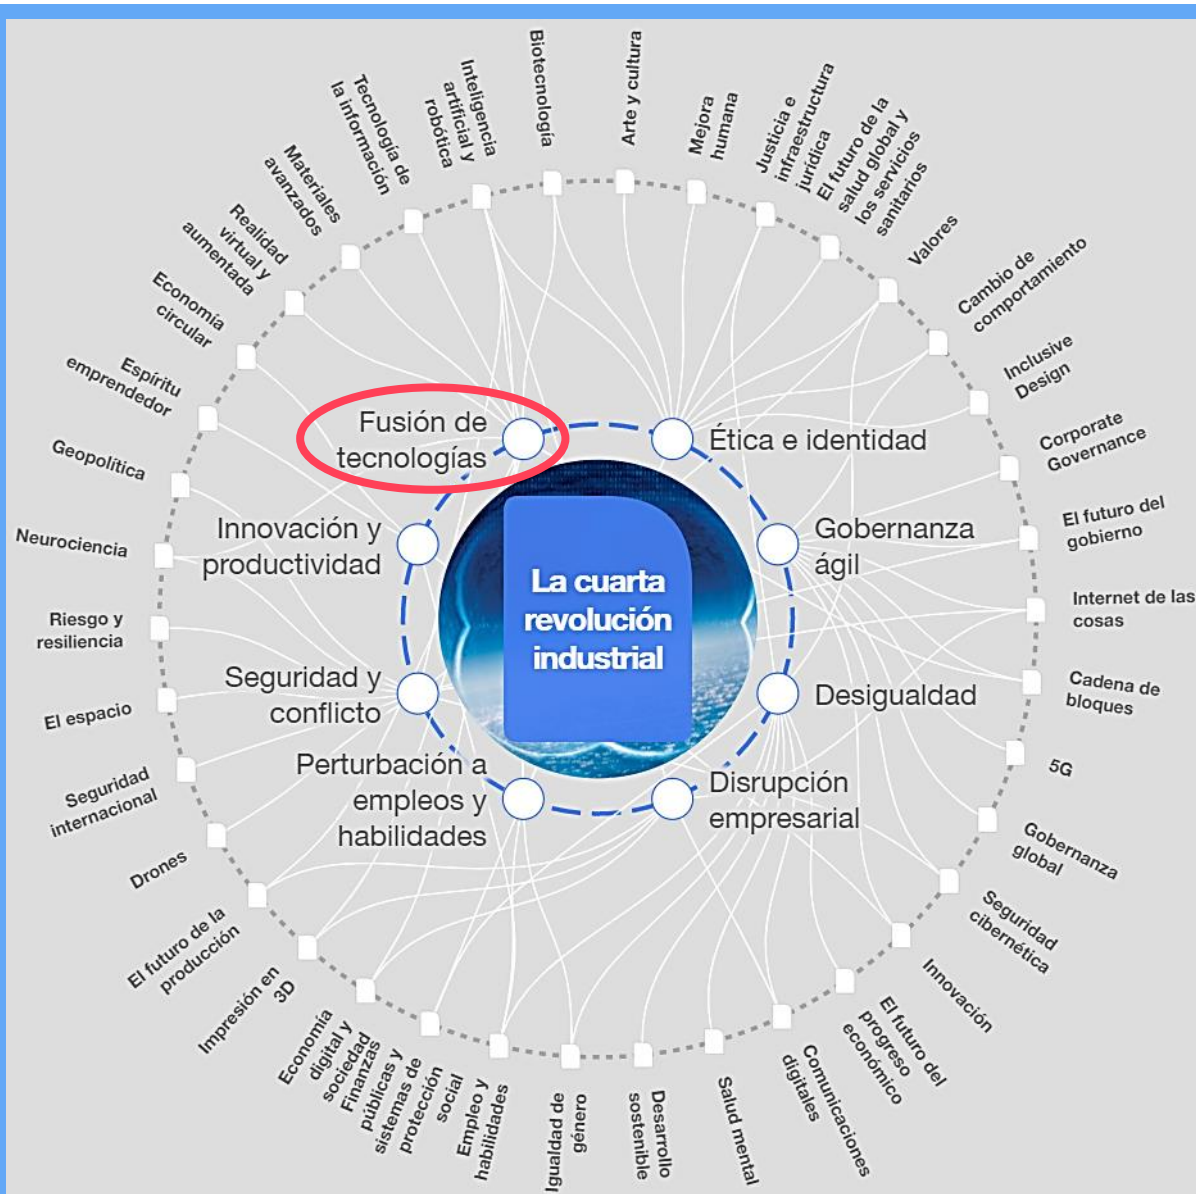 Biotecnología
Arte y cultura
Mejora
humana
Justicia e
infraestructura
jurídica
El futuro de la
salud global y
los servicios
sanitarios
Valores
Cambio de
comportamiento
Inclusive
Design
Corporate
Governance
El futuro del
gobierno
Internet de las
cosas
Cadena de
bloques
5G
Gobernanza
global
Seguridad
cibernética
Innovación
El futuro del
progreso
económico
Comunicaciones
digitales
Salud mental
Desarrollo
sostenible
Igualdad de
género
Empleo y
habilidades
Finanzas
públicas y
sistemas de
protección
social
Economía
digital y
sociedad
Impresión en
3D
El futuro de la
producción
Drones
Seguridad
internacional
El espacio
Riesgo y
resiliencia
Neurociencia
Geopolítica
Espíritu
emprendedor
Economía
circular
Realidad
virtual y
aumentada
Materiales
avanzados
Tecnología de
la información
Inteligencia
artificial y
robótica
Fusión de
tecnologías
Ética e identidad
Innovación y
productividad
Gobernanza
ágil
La cuarta
revolución
industrial
Seguridad y
conflicto
Desigualdad
Perturbación a
empleos y
habilidades
Disrupción
empresarial